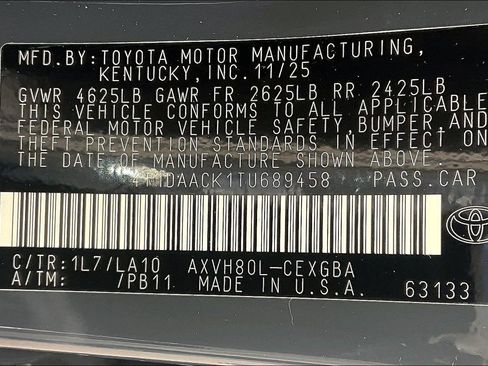 MFD.BY:TOYOTA MOTOR MANUFACTURING,
KENTUCKY,INC.11/25
GVWR 4625LB GAWR FR 2625LB RR 2425LB
THIS VEHICLE CONFORMS TO ALL APPLICABLE
FEDERAL MOTOR VEHICLE SAFETY,BUMPER,AND
THEFT PREVENTION STANDARDS IN EFFECT ON
THE DATE OF MANUFACTURE SHOWN ABOVE.
PASS.CAR
C/TR:1L7/LA10 AXVH80L-CEXGBA
A/TM: /PB11 MADE IN U.S.A. 63133